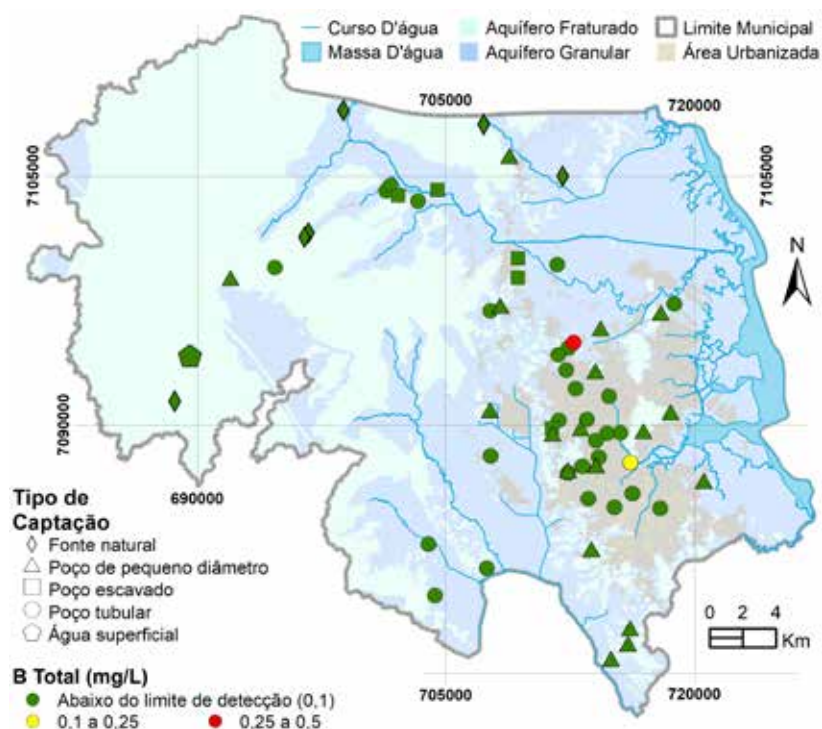 Curso D'água
Aquífero Fraturado
Limite Municipal
Massa D'água
Aquífero Granular
Área Urbanizada
705000
720000
7105000
7105000
N
7090000
690000
Tipo de
Captação
Fonte natural
Poço de pequeno diâmetro
Poço escavado
Poço tubular
Água superficial
0 2 4
Km
B Total (mg/L)
Abaixo do limite de detecção (0,1)
0,1 a 0,25
0,25 a 0,5
705000
720000